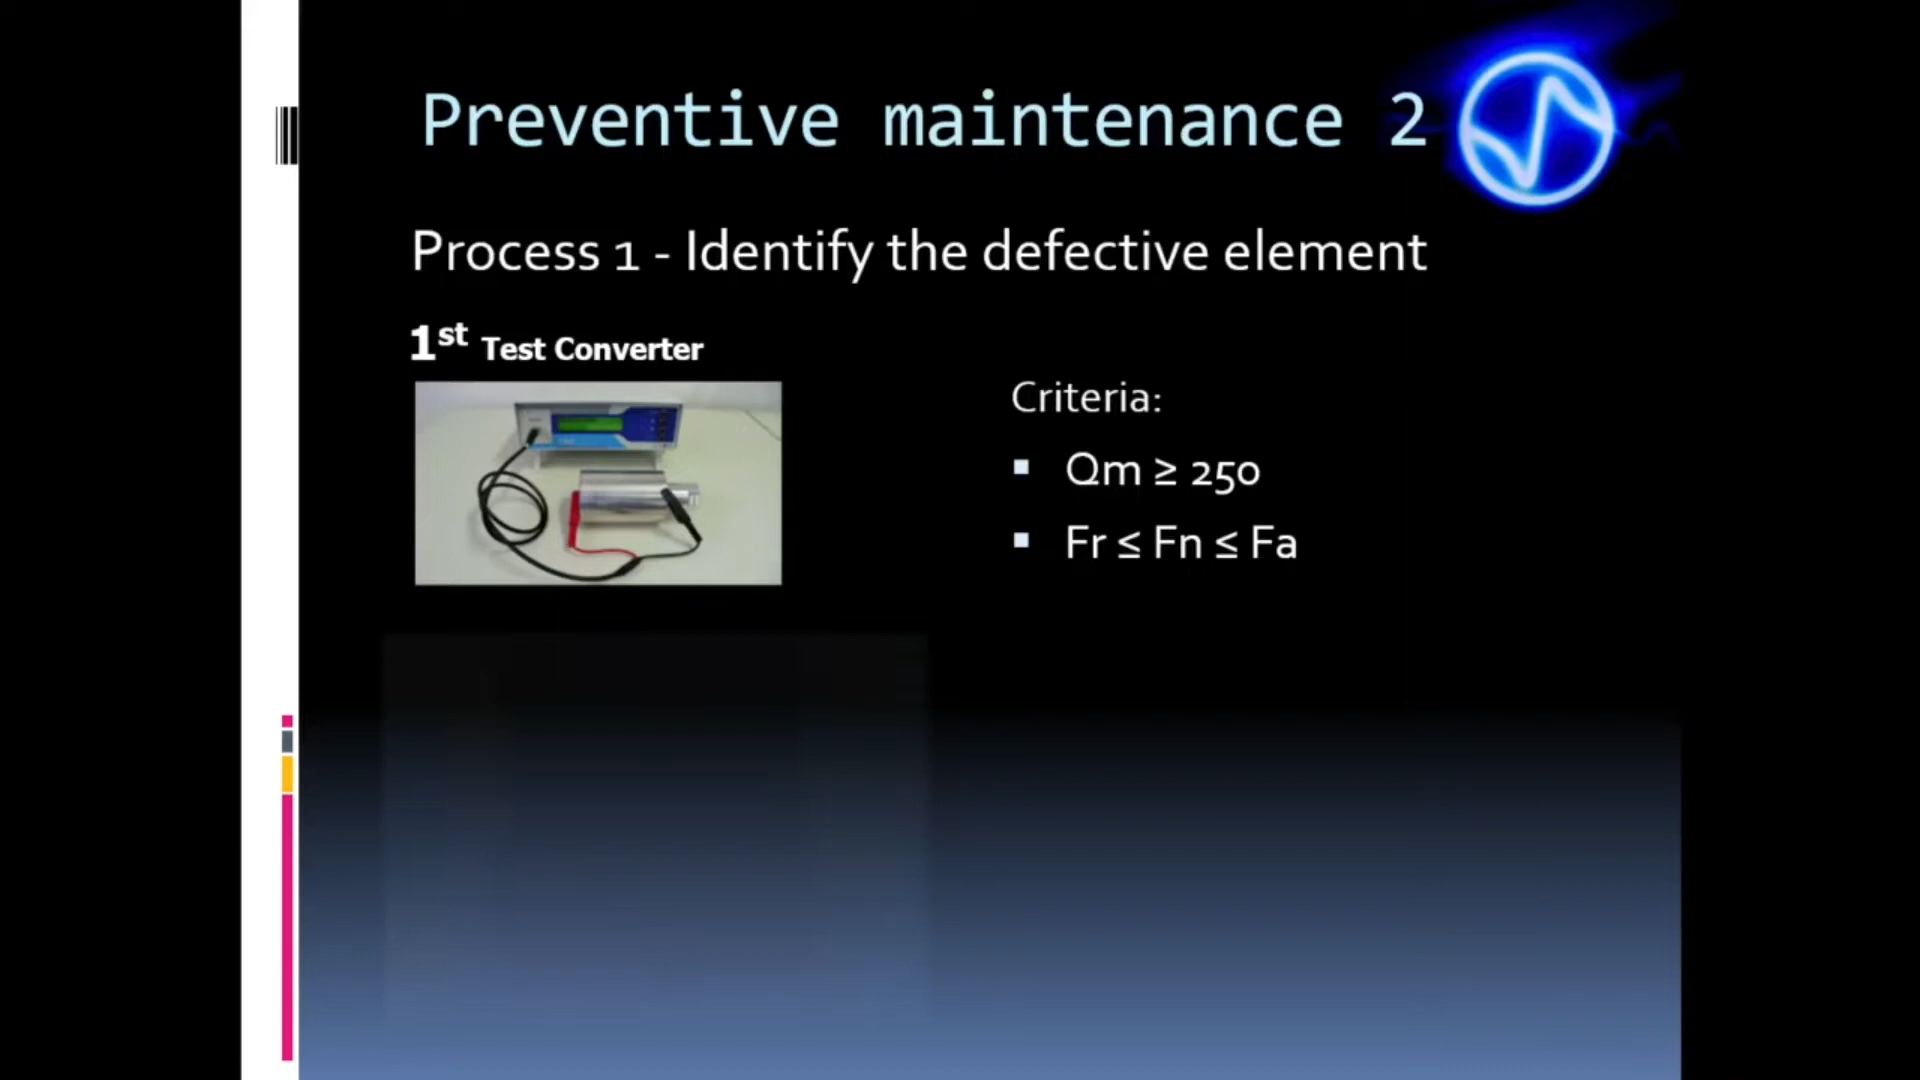 Preventive maintenance 2
Process 1 - Identify the defective element
1st Test Converter
Criteria:
Qm ≥ 250
Fr ≤ Fn ≤ Fa